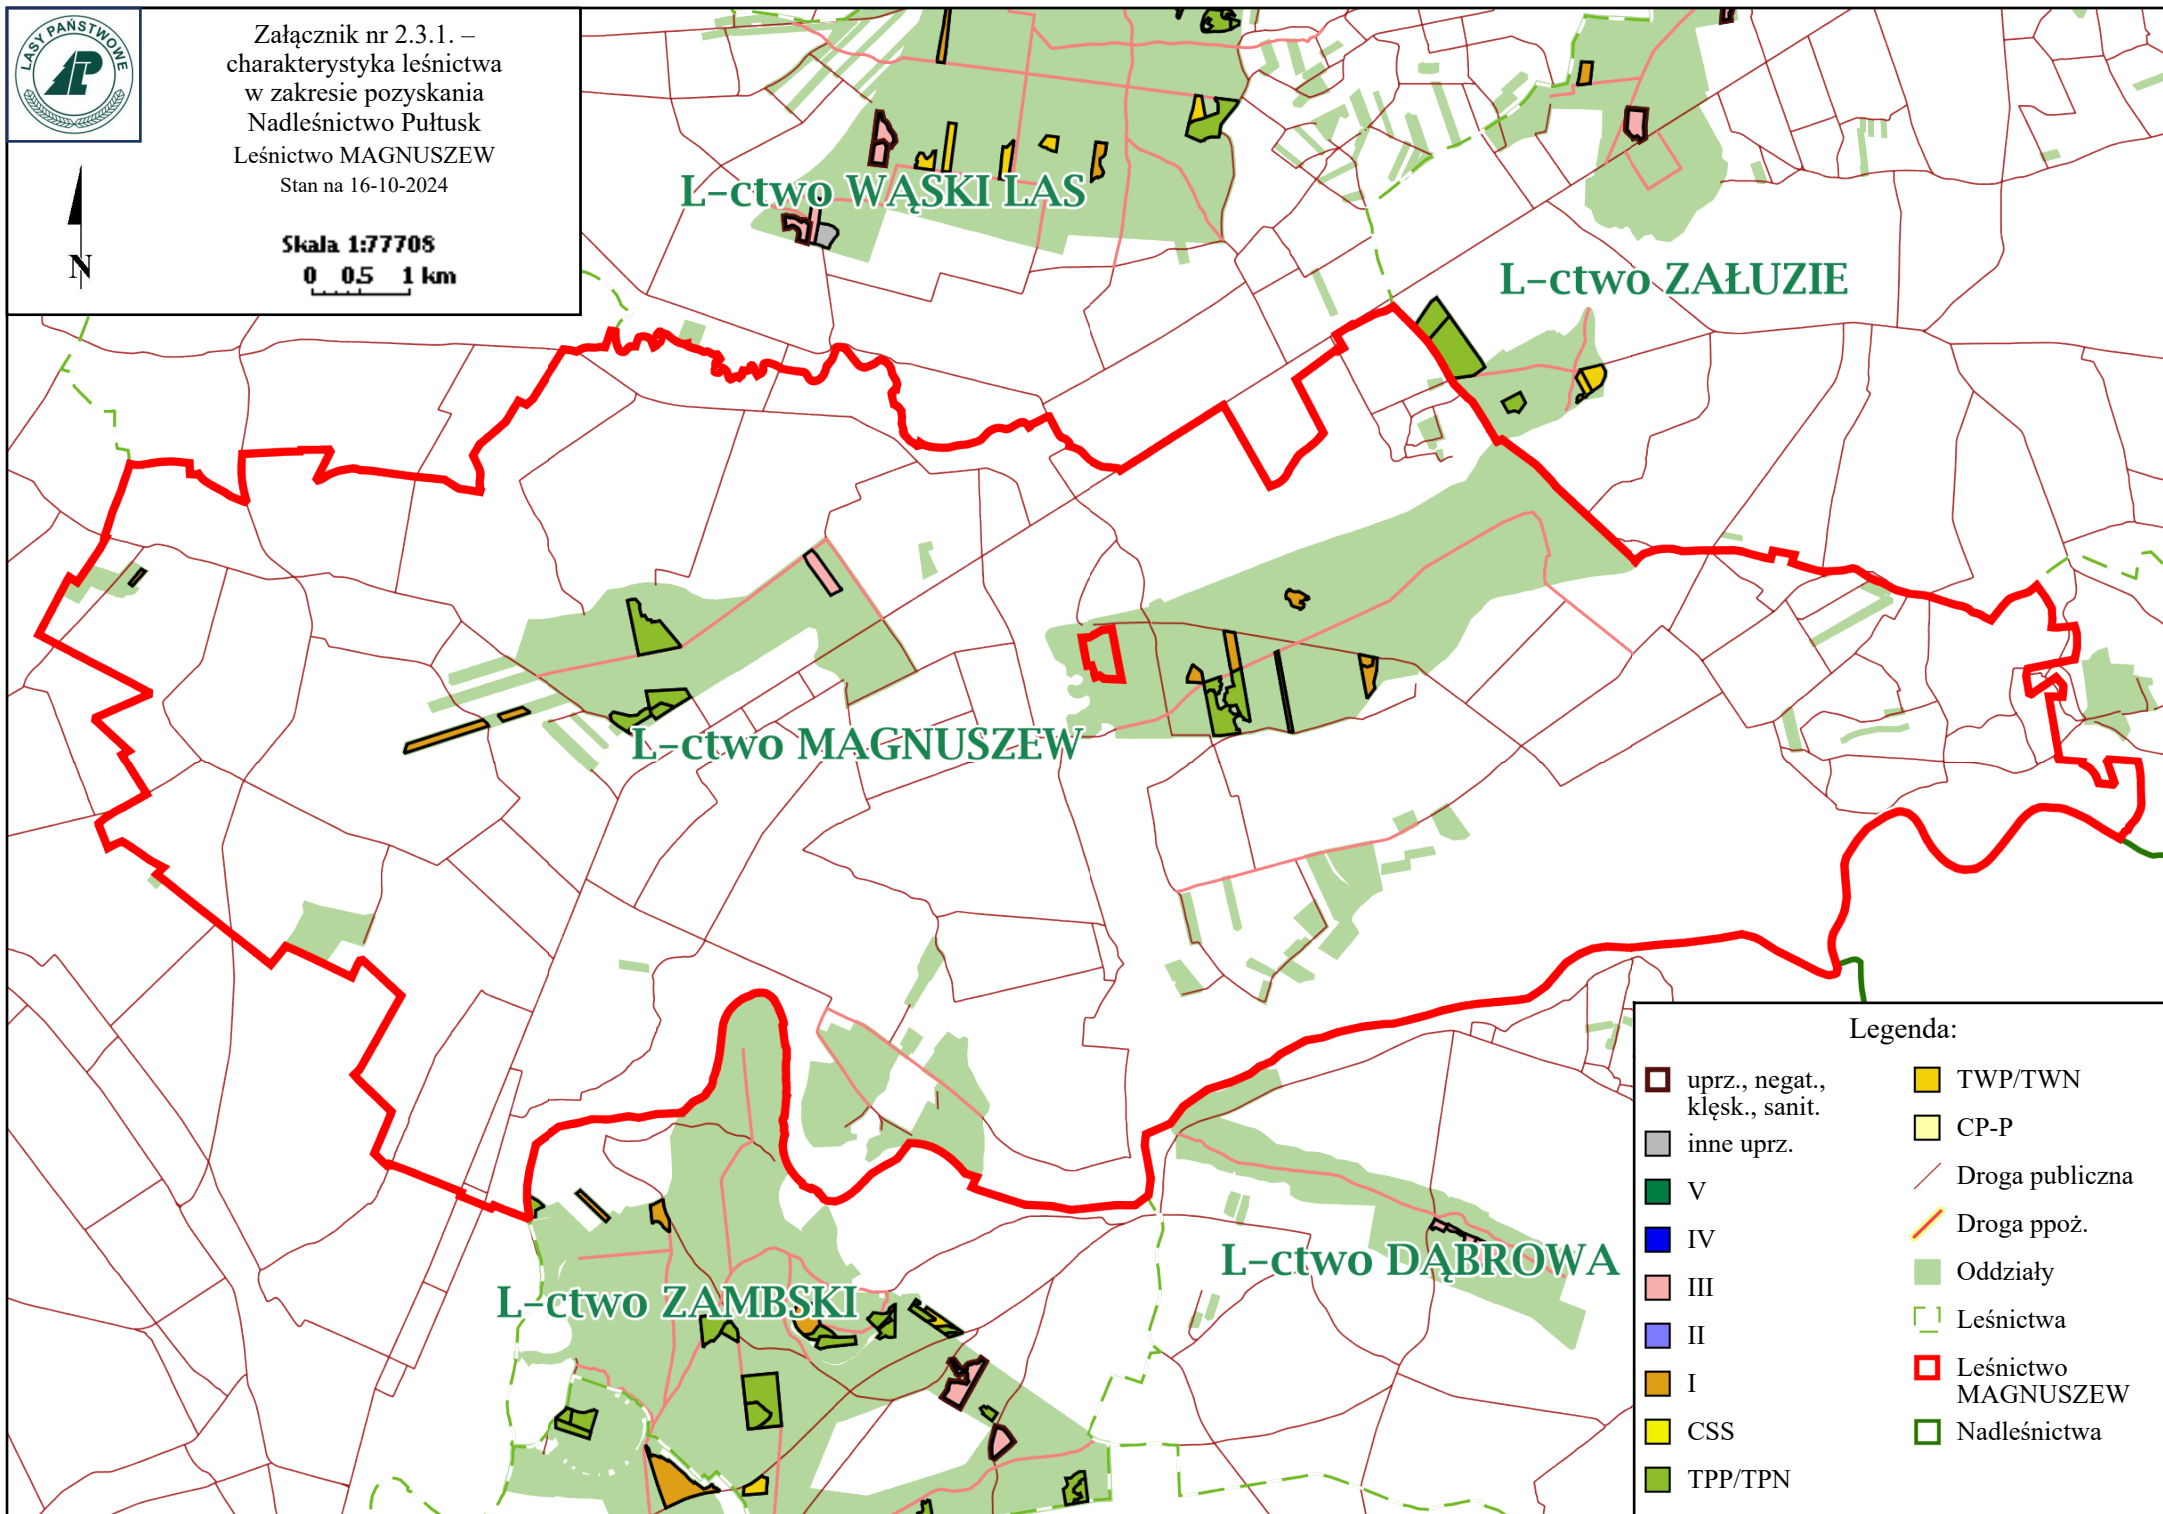 LASY PAŃSTWOWE
Załącznik nr 2.3.1. –
charakterystyka leśnictwa
w zakresie pozyskania
Nadleśnictwo Pułtusk
Leśnictwo MAGNUSZEW
Stan na 16-10-2024
Skala 1:77708
0 0.5 1 km
N
L-ctwo WĄSKI LAS
L-ctwo ZAŁUZIE
L-ctwo MAGNUSZEW
L-ctwo DĄBROWA
L-ctwo ZAMBSKI
Legenda:
uprz., negat.,
klęsk., sanit.
inne uprz.
V
IV
III
II
I
CSS
TPP/TPN
TWP/TWN
CP-P
Droga publiczna
Droga ppoż.
Oddziały
Leśnictwa
Leśnictwo
MAGNUSZEW
Nadleśnictwa